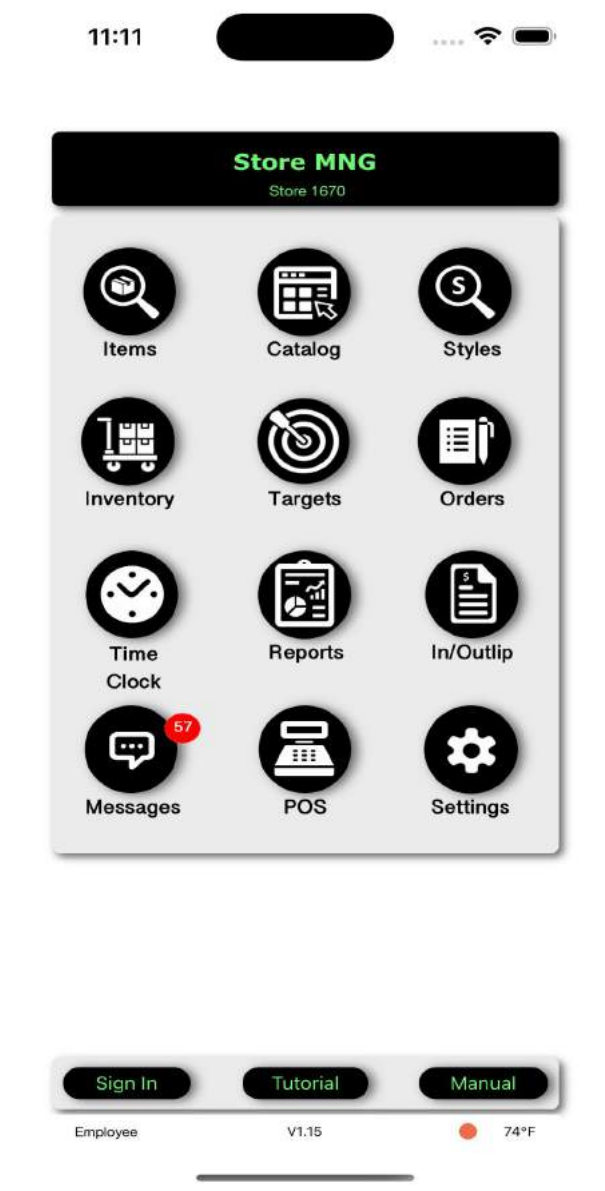 11:11
Store MNG
Store 1670
Items Catalog Styles
Inventory Targets Orders
Time Clock Reports In/Outlip
57
Messages POS Settings
Sign In Tutorial Manual
Employee V1.15 74°F